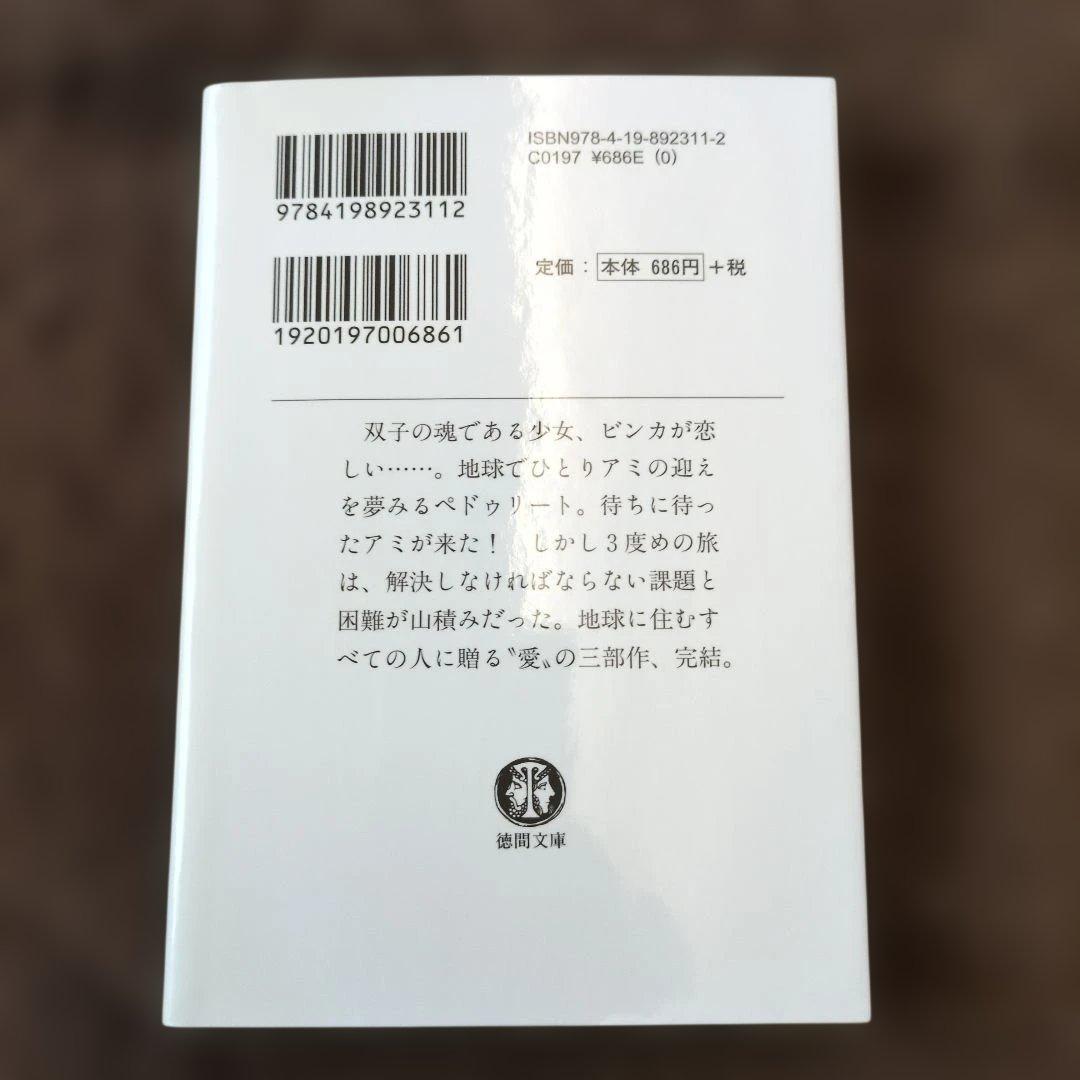 ISBN978-4-19-892311-2
C0197 ¥686E (0)
9784198923112
定価：本体 686円+税
1920197006861
双子の魂である少女、ビンカが恋
しい……。地球でひとりアミの迎え
を夢みるペドゥリート。待ちに待っ
たアミが来た！　しかし３度めの旅
は、解決しなければならない課題と
困難が山積みだった。地球に住むす
べての人に贈る〝愛〟の三部作、完結。
徳間文庫